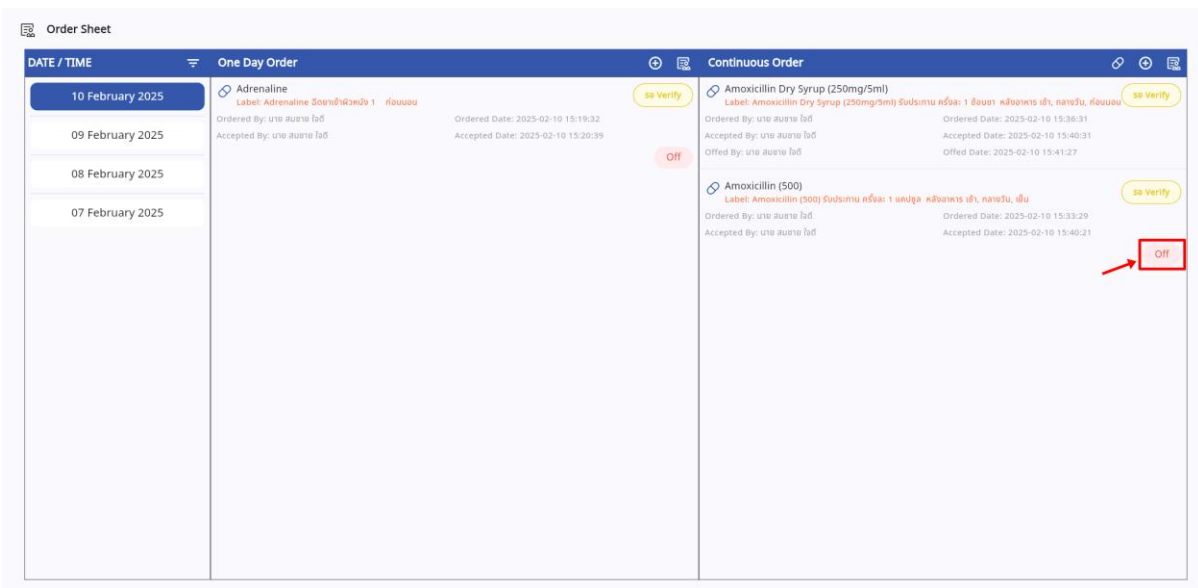 Order Sheet
DATE / TIME
10 February 2025
09 February 2025
08 February 2025
07 February 2025
One Day Order
Adrenaline
รอ Verify
Label: Adrenaline ฉีดยาเข้าผิวหนัง 1 ก่อนนอน
Ordered By: นาย สมชาย ใจดี Ordered Date: 2025-02-10 15:19:32
Accepted By: นาย สมชาย ใจดี Accepted Date: 2025-02-10 15:20:39
Off
Continuous Order
Amoxicillin Dry Syrup (250mg/5ml)
รอ Verify
Label: Amoxicillin Dry Syrup (250mg/5ml) รับประทาน ครั้งละ 1 ช้อนชา หลังอาหาร เช้า, กลางวัน, ก่อนนอน
Ordered By: นาย สมชาย ใจดี Ordered Date: 2025-02-10 15:36:31
Accepted By: นาย สมชาย ใจดี Accepted Date: 2025-02-10 15:40:31
Offed By: นาย สมชาย ใจดี Offed Date: 2025-02-10 15:41:27
Amoxicillin (500)
รอ Verify
Label: Amoxicillin (500) รับประทาน ครั้งละ 1 แคปซูล หลังอาหาร เช้า, กลางวัน, เย็น
Ordered By: นาย สมชาย ใจดี Ordered Date: 2025-02-10 15:33:29
Accepted By: นาย สมชาย ใจดี Accepted Date: 2025-02-10 15:40:21
Off